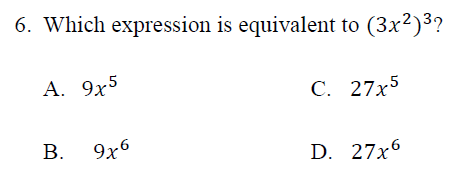 6. Which expression is equivalent to (3x²)³?
A. 9x⁵ C. 27x⁵
B. 9x⁶ D. 27x⁶